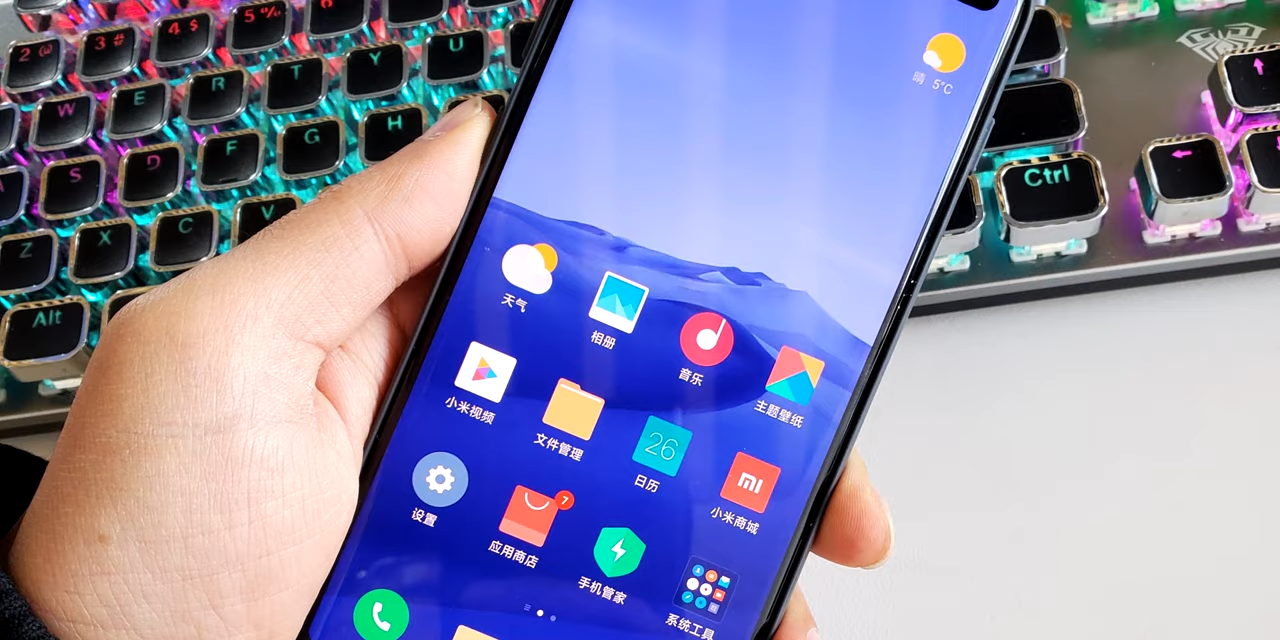 2 @
3 #
4 $
5 %
6
W
E
R
T
Y
U
S
D
F
G
H
Z
X
C
V
Alt
Ctrl
←
↑
晴 5°C
天气
相册
音乐
主题壁纸
小米视频
文件管理
26
日历
小米商城
设置
7
应用商店
手机管家
系统工具